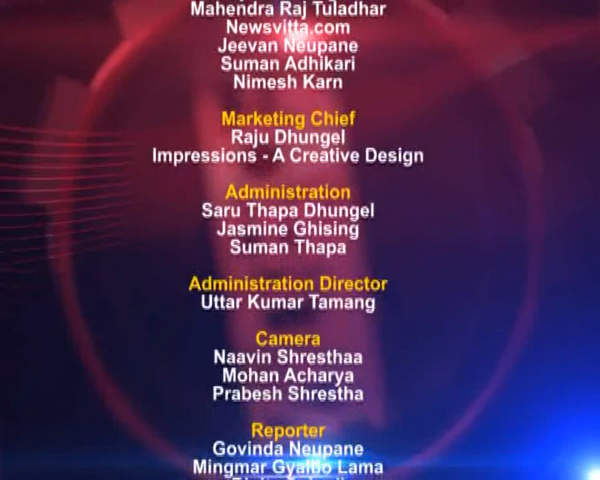 Mahendra Raj Tuladhar
Newsvitta.com
Jeevan Neupane
Suman Adhikari
Nimesh Karn
Marketing Chief
Raju Dhungel
Impressions - A Creative Design
Administration
Saru Thapa Dhungel
Jasmine Ghising
Suman Thapa
Administration Director
Uttar Kumar Tamang
Camera
Naavin Shresthaa
Mohan Acharya
Prabesh Shrestha
Reporter
Govinda Neupane
Mingmar Gyalbo Lama